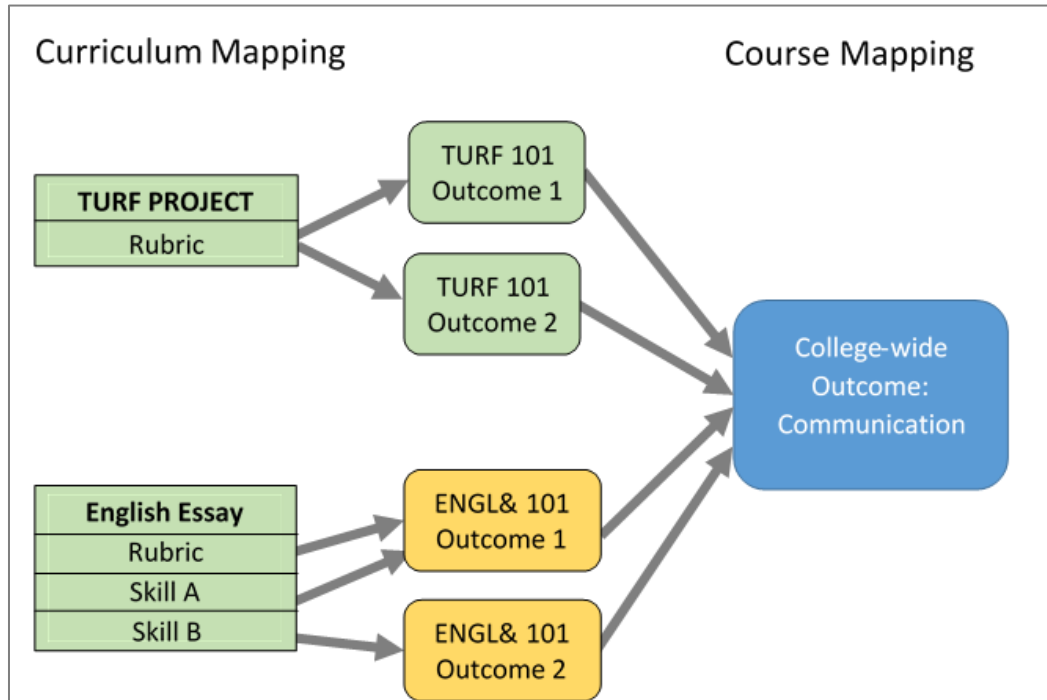 Curriculum Mapping
Course Mapping
TURF PROJECT
Rubric
TURF 101
Outcome 1
TURF 101
Outcome 2
College-wide
Outcome:
Communication
English Essay
Rubric
Skill A
Skill B
ENGL& 101
Outcome 1
ENGL& 101
Outcome 2